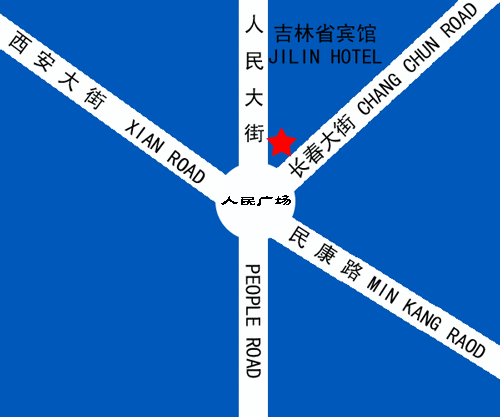 吉林省宾馆
JILIN HOTEL
人民大街
西安大街 XIAN ROAD
长春大街 CHANG CHUN ROAD
人民广场
民康路 MIN KANG RAOD
PEOPLE ROAD